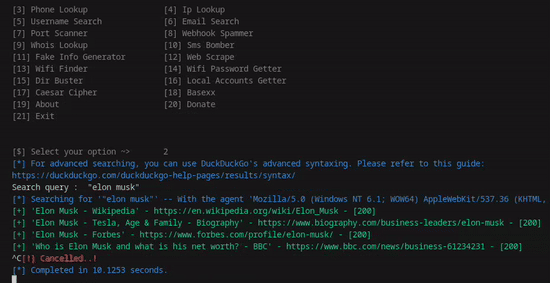 [3] Phone Lookup [4] Ip Lookup
[5] Username Search [6] Email Search
[7] Port Scanner [8] Webhook Spammer
[9] Whois Lookup [10] Sms Bomber
[11] Fake Info Generator [12] Web Scrape
[13] Wifi Finder [14] Wifi Password Getter
[15] Dir Buster [16] Local Accounts Getter
[17] Caesar Cipher [18] Basexx
[19] About [20] Donate
[21] Exit
[$] Select your option ~> 2
[*] For advanced searching, you can use DuckDuckGo's advanced syntaxing. Please refer to this guide:
https://duckduckgo.com/duckduckgo-help-pages/results/syntax/
Search query : "elon musk"
[*] Searching for '"elon musk"' -- With the agent 'Mozilla/5.0 (Windows NT 6.1; WOW64) AppleWebKit/537.36 (KHTML,
[+] 'Elon Musk - Wikipedia' - https://en.wikipedia.org/wiki/Elon_Musk - [200]
[+] 'Elon Musk - Tesla, Age & Family - Biography' - https://www.biography.com/business-leaders/elon-musk - [200]
[+] 'Elon Musk - Forbes' - https://www.forbes.com/profile/elon-musk/ - [200]
[+] 'Who is Elon Musk and what is his net worth? - BBC' - https://www.bbc.com/news/business-61234231 - [200]
^C[!] Cancelled..!
[*] Completed in 10.1253 seconds.